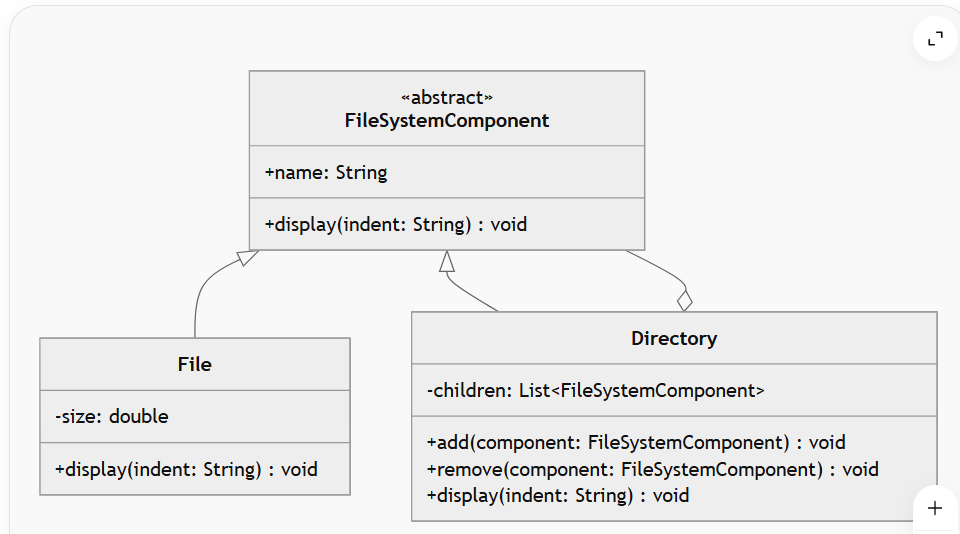 «abstract»
FileSystemComponent
+name: String
+display(indent: String) : void
File
-size: double
+display(indent: String) : void
Directory
-children: List<FileSystemComponent>
+add(component: FileSystemComponent) : void
+remove(component: FileSystemComponent) : void
+display(indent: String) : void